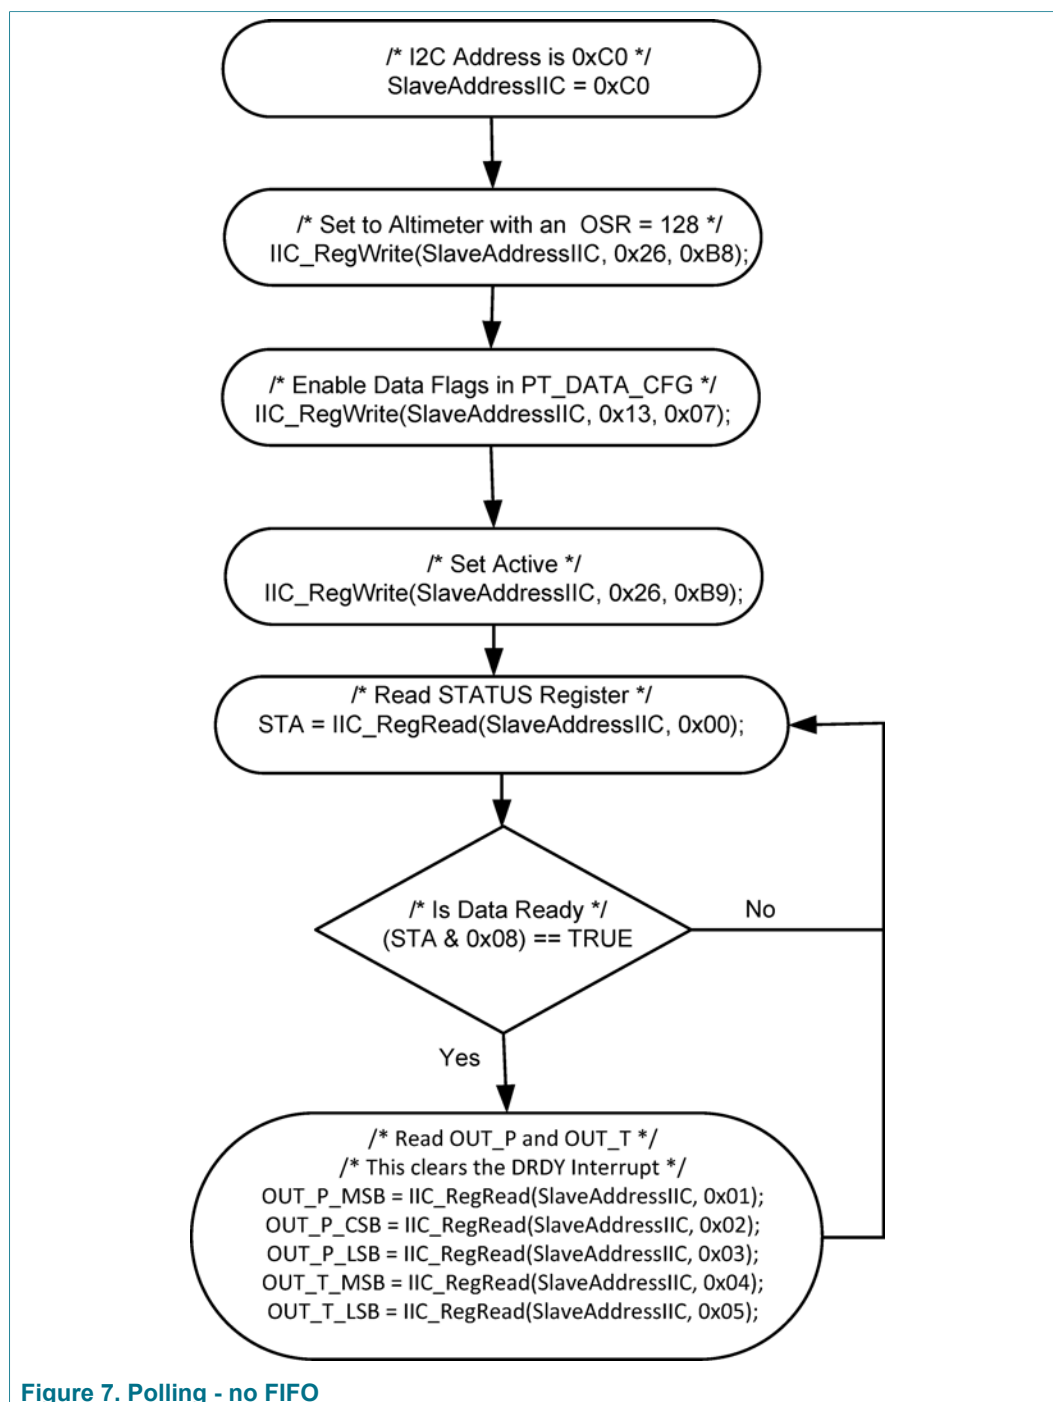 /* I2C Address is 0xC0 */
SlaveAddressIIC = 0xC0
/* Set to Altimeter with an OSR = 128 */
IIC_RegWrite(SlaveAddressIIC, 0x26, 0xB8);
/* Enable Data Flags in PT_DATA_CFG */
IIC_RegWrite(SlaveAddressIIC, 0x13, 0x07);
/* Set Active */
IIC_RegWrite(SlaveAddressIIC, 0x26, 0xB9);
/* Read STATUS Register */
STA = IIC_RegRead(SlaveAddressIIC, 0x00);
/* Is Data Ready */
(STA & 0x08) == TRUE
No
Yes
/* Read OUT_P and OUT_T */
/* This clears the DRDY Interrupt */
OUT_P_MSB = IIC_RegRead(SlaveAddressIIC, 0x01);
OUT_P_CSB = IIC_RegRead(SlaveAddressIIC, 0x02);
OUT_P_LSB = IIC_RegRead(SlaveAddressIIC, 0x03);
OUT_T_MSB = IIC_RegRead(SlaveAddressIIC, 0x04);
OUT_T_LSB = IIC_RegRead(SlaveAddressIIC, 0x05);
Figure 7. Polling - no FIFO